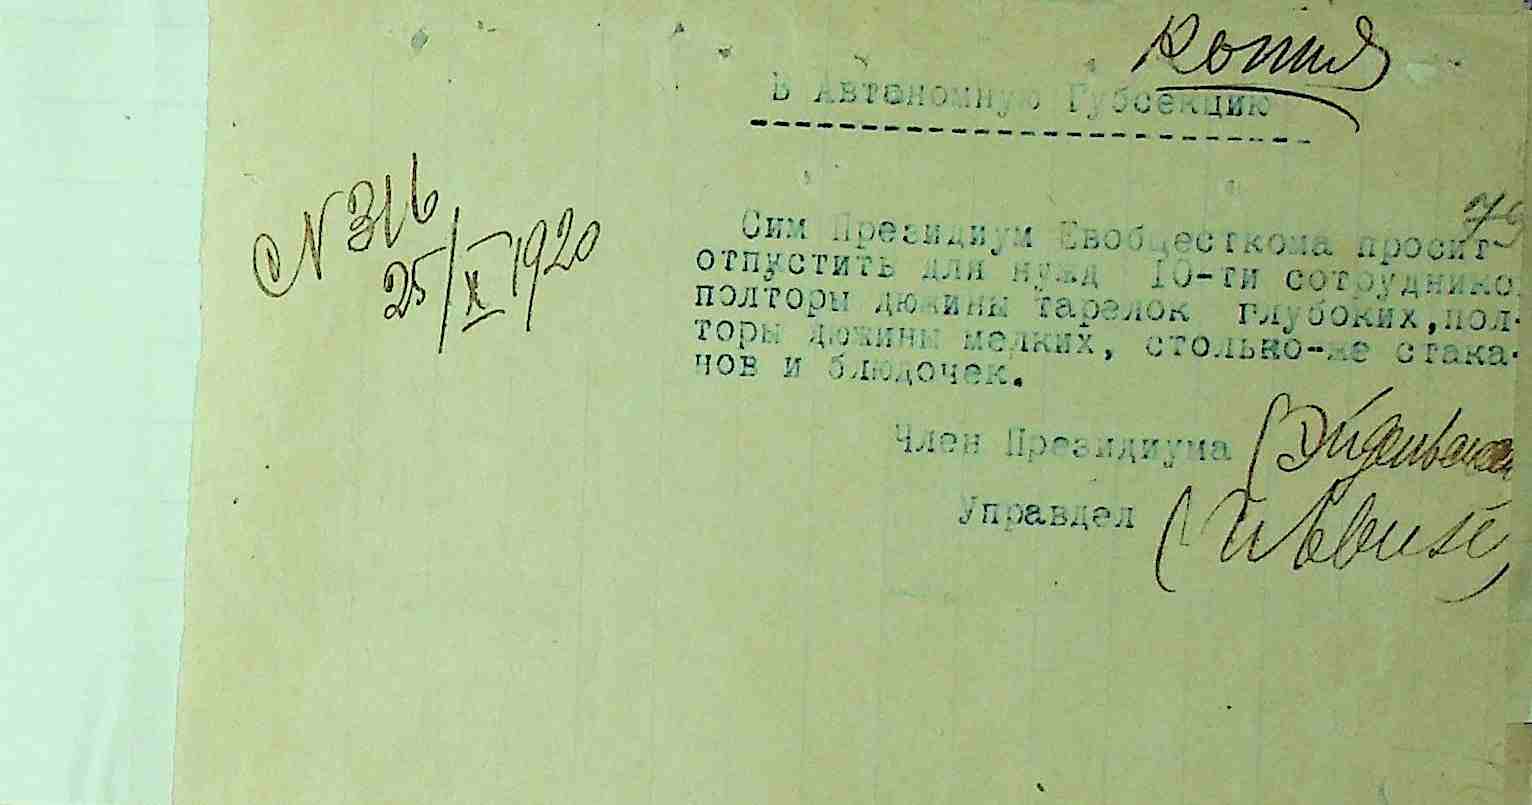 Копия
В Автономную Губсекцию
№ 316
25/X 1920
79
Сим Президиум Евобщесткома просит
отпустить для нужд 10-ти сотруднико
полторы дюжины тарелок глубоких, пол-
торы дюжины мелких, столько-же стака-
нов и блюдочек.
Член Президиума (
Управдел (